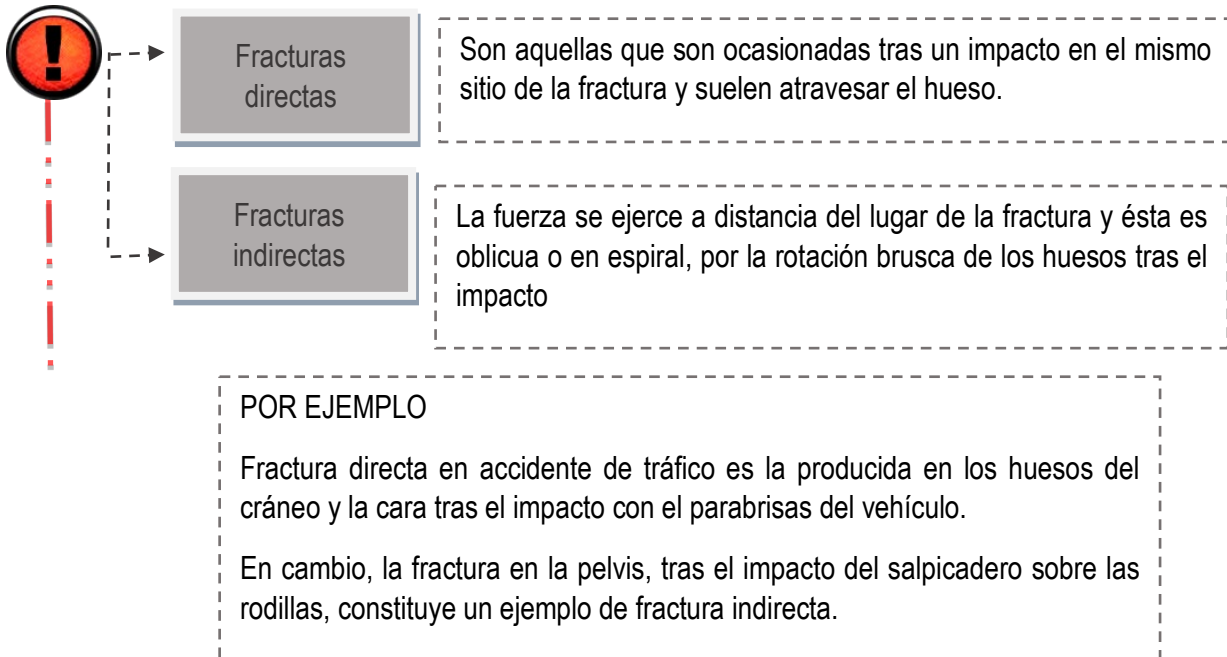 Fracturas
directas
Son aquellas que son ocasionadas tras un impacto en el mismo
sitio de la fractura y suelen atravesar el hueso.
Fracturas
indirectas
La fuerza se ejerce a distancia del lugar de la fractura y ésta es
oblicua o en espiral, por la rotación brusca de los huesos tras el
impacto
POR EJEMPLO
Fractura directa en accidente de tráfico es la producida en los huesos del
cráneo y la cara tras el impacto con el parabrisas del vehículo.
En cambio, la fractura en la pelvis, tras el impacto del salpicadero sobre las
rodillas, constituye un ejemplo de fractura indirecta.